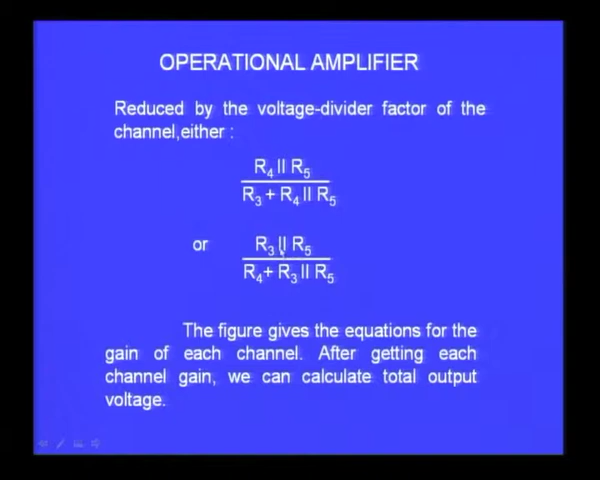 OPERATIONAL AMPLIFIER
Reduced by the voltage-divider factor of the
channel,either :
R4 II R5
R3 + R4 II R5
or
R3 II R5
R4+ R3 II R5
The figure gives the equations for the
gain of each channel. After getting each
channel gain, we can calculate total output
voltage.